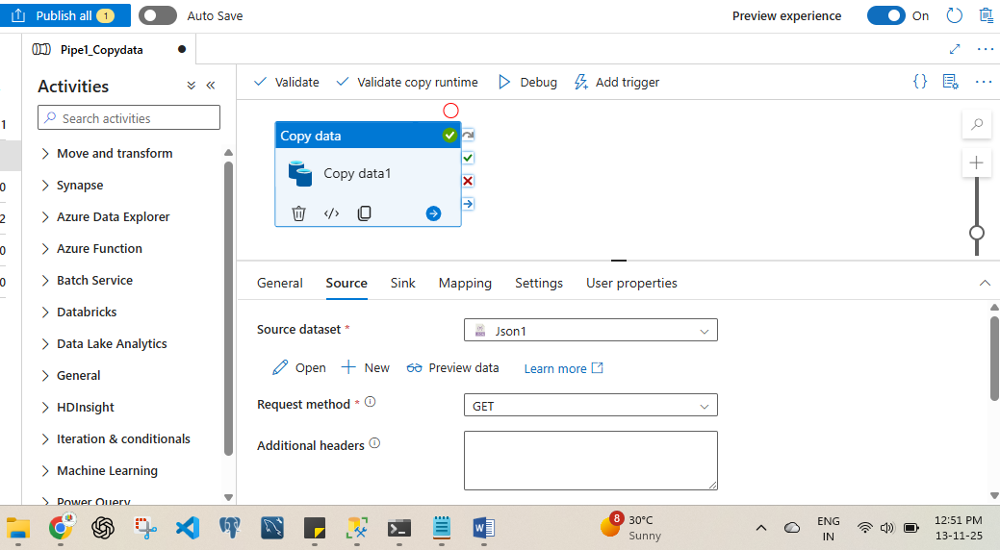 Publish all 1 Auto Save Preview experience On
Pipe1_Copydata
Activities
Validate Validate copy runtime Debug Add trigger
Search activities
1
Move and transform
Synapse
Azure Data Explorer
Azure Function
Batch Service
Databricks
Data Lake Analytics
General
HDInsight
Iteration & conditionals
Machine Learning
Power Query
0
2
0
0
Copy data
Copy data1
General Source Sink Mapping Settings User properties
Source dataset * Json1
Open New Preview data Learn more
Request method * GET
Additional headers
8 30°C
Sunny
ENG
IN
12:51 PM
13-11-25